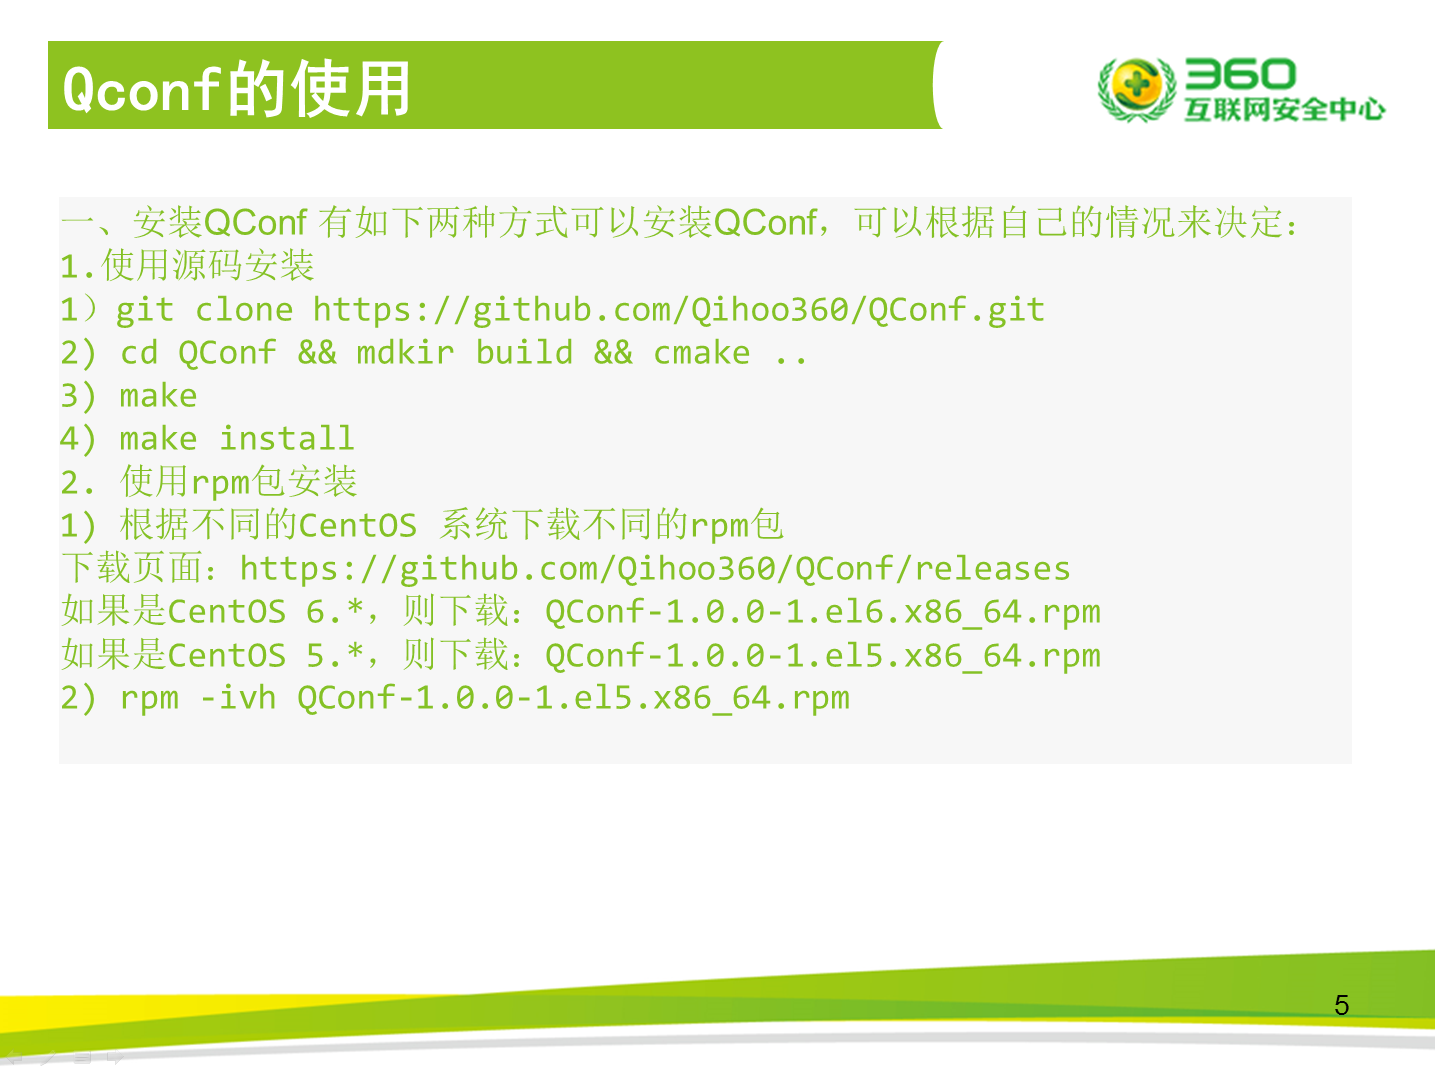 Qconf的使用
360
互联网安全中心
一、安装QConf 有如下两种方式可以安装QConf，可以根据自己的情况来决定：
1.使用源码安装
1）git clone https://github.com/Qihoo360/QConf.git
2) cd QConf && mdkir build && cmake ..
3) make
4) make install
2. 使用rpm包安装
1) 根据不同的CentOS 系统下载不同的rpm包
下载页面：https://github.com/Qihoo360/QConf/releases
如果是CentOS 6.*，则下载：QConf-1.0.0-1.el6.x86_64.rpm
如果是CentOS 5.*，则下载：QConf-1.0.0-1.el5.x86_64.rpm
2) rpm -ivh QConf-1.0.0-1.el5.x86_64.rpm
5